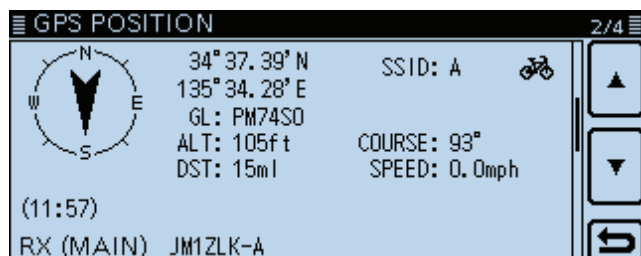 GPS POSITION 2/4
N
W E
S
34°37.39'N
135°34.28'E
GL: PM74SO
ALT: 105ft
DST: 15ml
SSID: A
COURSE: 93°
SPEED: 0.0mph
(11:57)
RX (MAIN) JM1ZLK-A